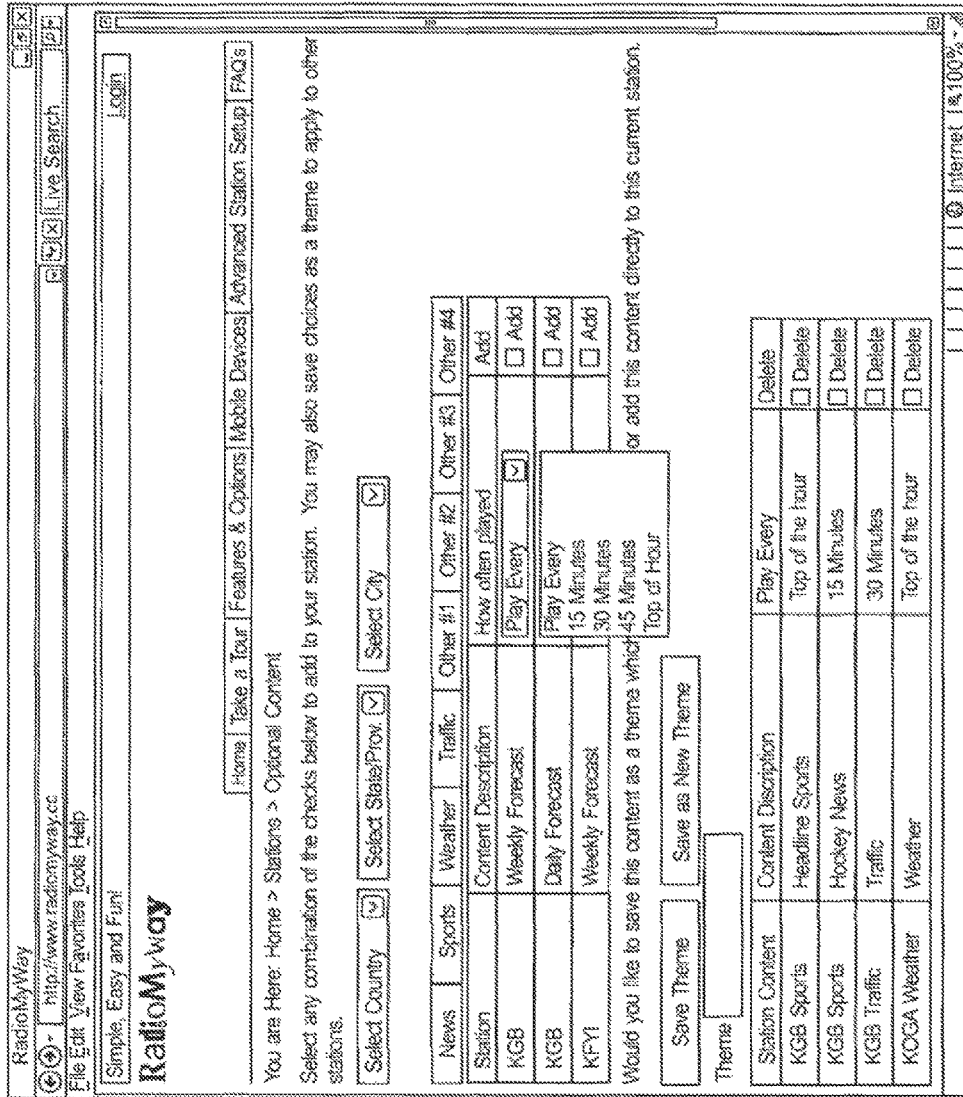 RadioMyWay
http://www.radiomyway.cc Live Search
File Edit View Favorites Tools Help
Simple, Easy and Fun! Login
RadioMyway
Home Take a Tour Features & Options Mobile Devices Advanced Station Setup FAQ's
You are Here: Home > Stations > Optional Content
Select any combination of the checks below to add to your station. You may also save choices as a theme to apply to other
stations.
Select Country Select State/Prov. Select City
News Sports Weather Traffic Other #1 Other #2 Other #3 Other #4
Station Content Description How often played Add
KGB Weekly Forecast Play Every Add
KGB Daily Forecast Add
KFYI Weekly Forecast Add
Play Every
15 Minutes
30 Minutes
45 Minutes
Top of Hour
Would you like to save this content as a theme which or add this content directly to this current station.
Save Theme Save as New Theme
Theme
Station Content Content Discription Play Every Delete
KGB Sports Headline Sports Top of the hour Delete
KGB Sports Hockey News 15 Minutes Delete
KGB Traffic Traffic 30 Minutes Delete
KOGA Weather Weather Top of the hour Delete
Internet 100%